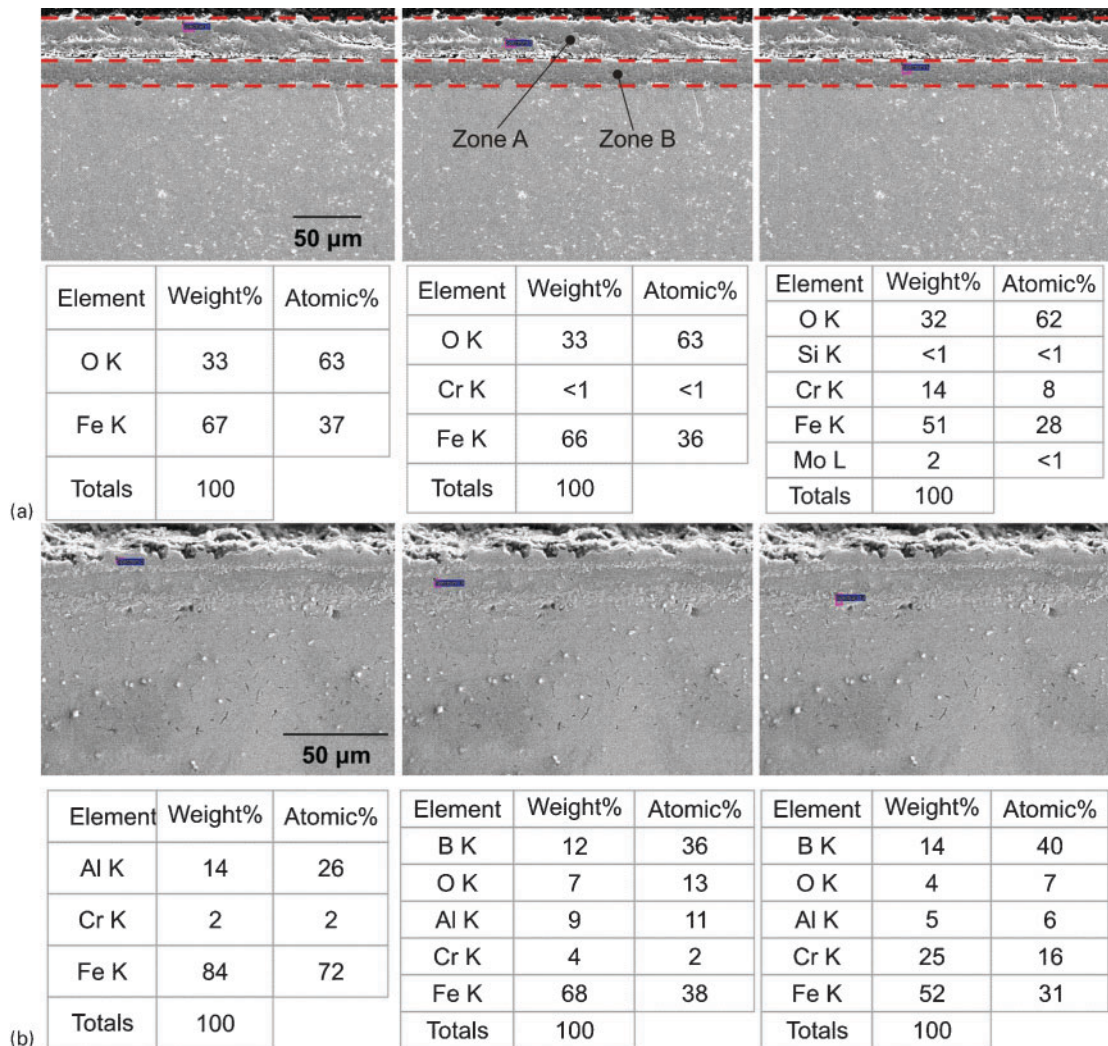 Zone A
Zone B
50 µm
Element Weight% Atomic%
O K 33 63
Fe K 67 37
Totals 100
Element Weight% Atomic%
O K 33 63
Cr K <1 <1
Fe K 66 36
Totals 100
Element Weight% Atomic%
O K 32 62
Si K <1 <1
Cr K 14 8
Fe K 51 28
Mo L 2 <1
Totals 100
(a)
50 µm
Element Weight% Atomic%
Al K 14 26
Cr K 2 2
Fe K 84 72
Totals 100
Element Weight% Atomic%
B K 12 36
O K 7 13
Al K 9 11
Cr K 4 2
Fe K 68 38
Totals 100
Element Weight% Atomic%
B K 14 40
O K 4 7
Al K 5 6
Cr K 25 16
Fe K 52 31
Totals 100
(b)